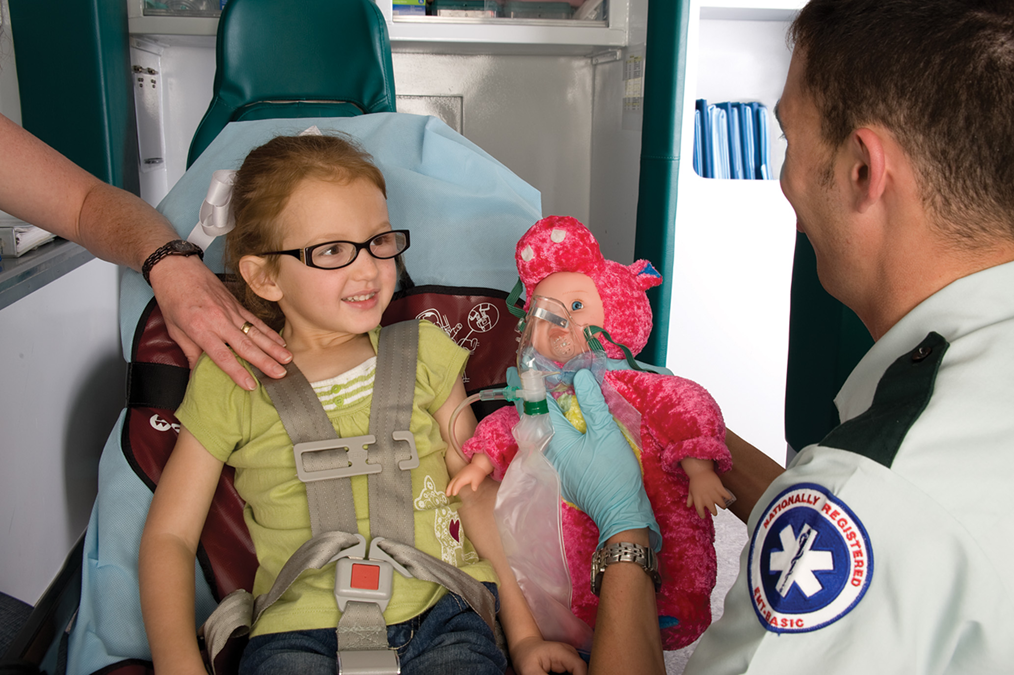 NATIONALLY REGISTERED
EMT-BASIC